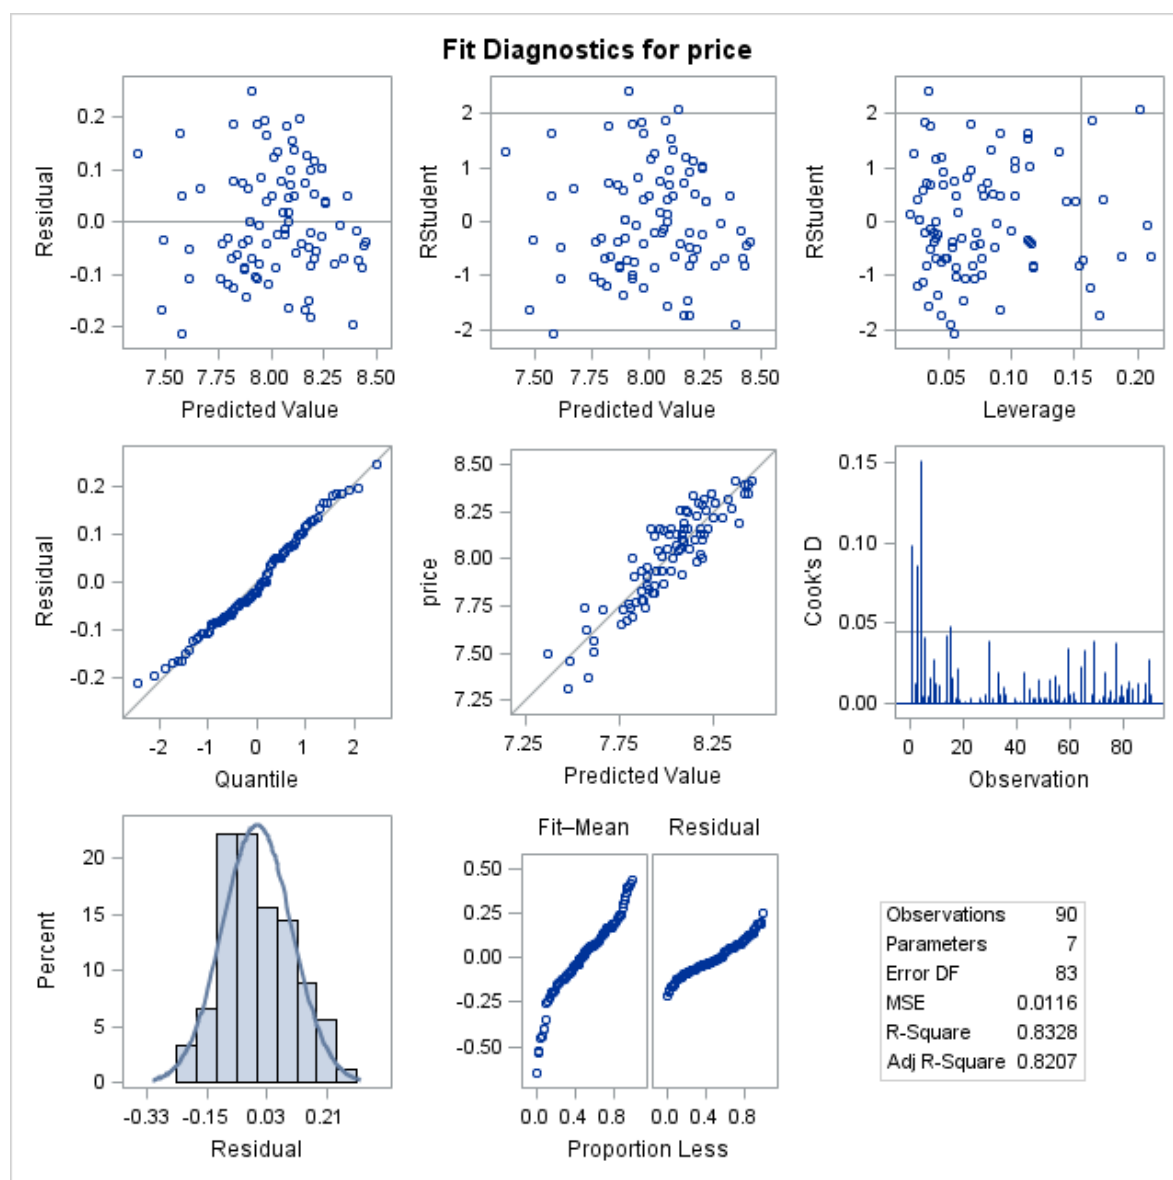 Fit Diagnostics for price
Residual
0.2
0.1
0.0
-0.1
-0.2
7.50 7.75 8.00 8.25 8.50
Predicted Value
RStudent
2
1
0
-1
-2
7.50 7.75 8.00 8.25 8.50
Predicted Value
RStudent
2
1
0
-1
-2
0.05 0.10 0.15 0.20
Leverage
Residual
0.2
0.1
0.0
-0.1
-0.2
-2 -1 0 1 2
Quantile
price
8.50
8.25
8.00
7.75
7.50
7.25
7.25 7.75 8.25
Predicted Value
Cook's D
0.15
0.10
0.05
0.00
0 20 40 60 80
Observation
Percent
20
15
10
5
0
-0.33 -0.15 0.03 0.21
Residual
Fit–Mean Residual
0.50
0.25
0.00
-0.25
-0.50
0.0 0.4 0.8 0.0 0.4 0.8
Proportion Less
Observations 90
Parameters 7
Error DF 83
MSE 0.0116
R-Square 0.8328
Adj R-Square 0.8207